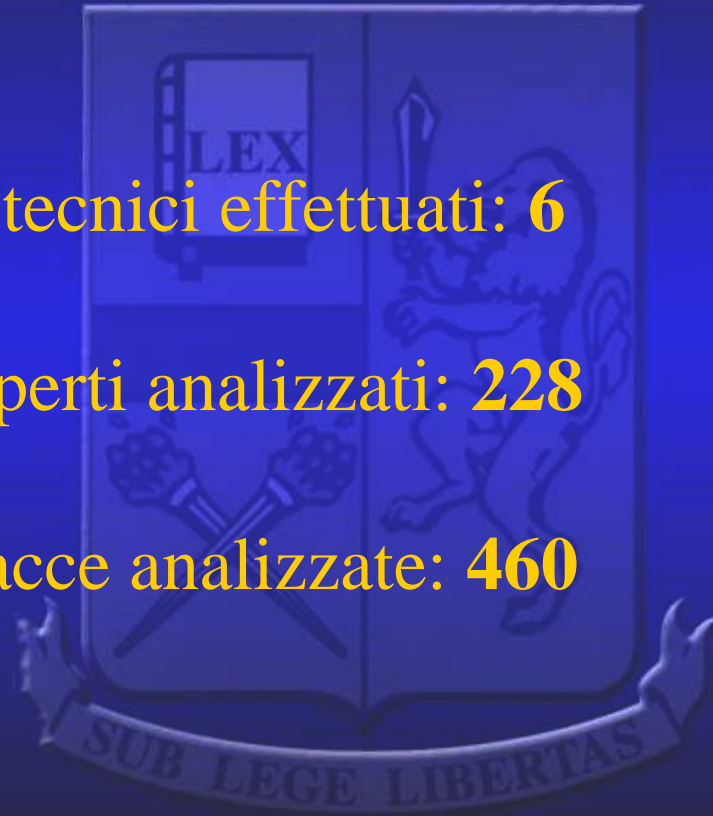 LEX
tecnici effettuati: 6
perti analizzati: 228
acce analizzate: 460
SUB LEGE LIBERTAS